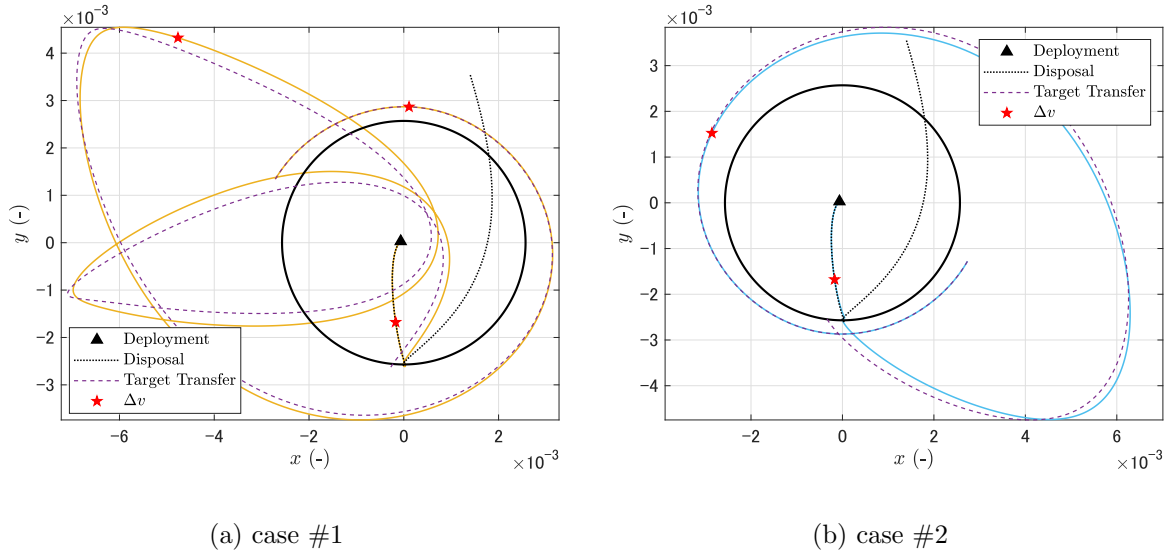 ×10⁻³
4
3
2
1
0
−1
−2
−3
y (-)
−6
−4
−2
0
2
x (-)
×10⁻³
Deployment
Disposal
Target Transfer
Δv
(a) case #1
×10⁻³
3
2
1
0
−1
−2
−3
−4
y (-)
−2
0
2
4
6
x (-)
×10⁻³
Deployment
Disposal
Target Transfer
Δv
(b) case #2